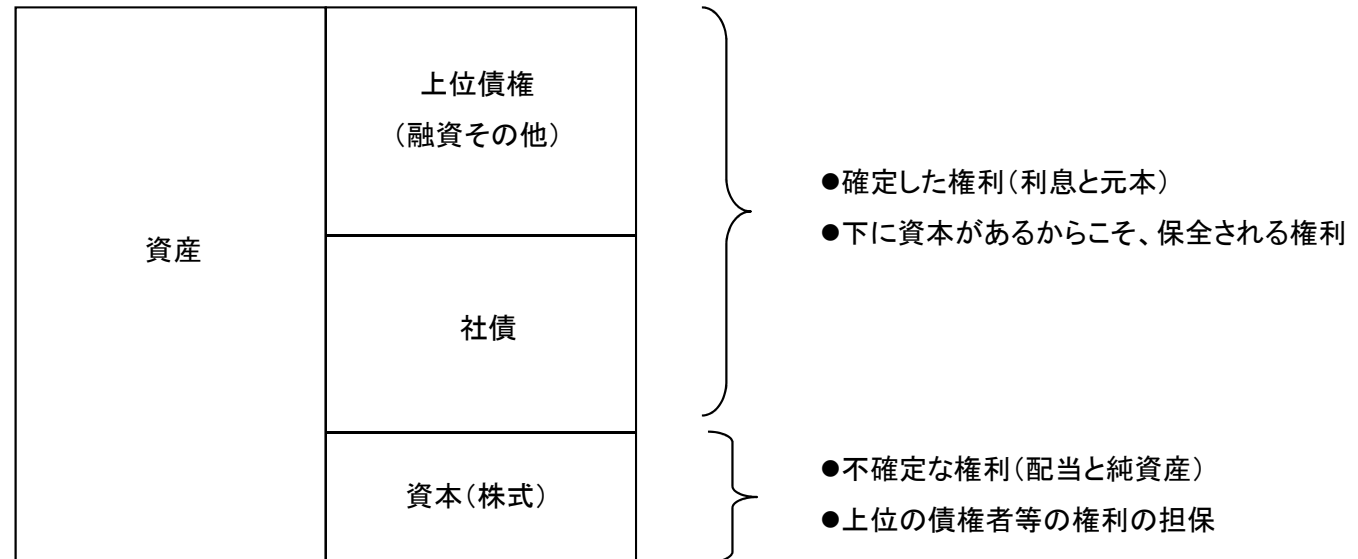 資産
上位債権
（融資その他）
社債
資本（株式）
●確定した権利（利息と元本）
●下に資本があるからこそ、保全される権利
●不確定な権利（配当と純資産）
●上位の債権者等の権利の担保